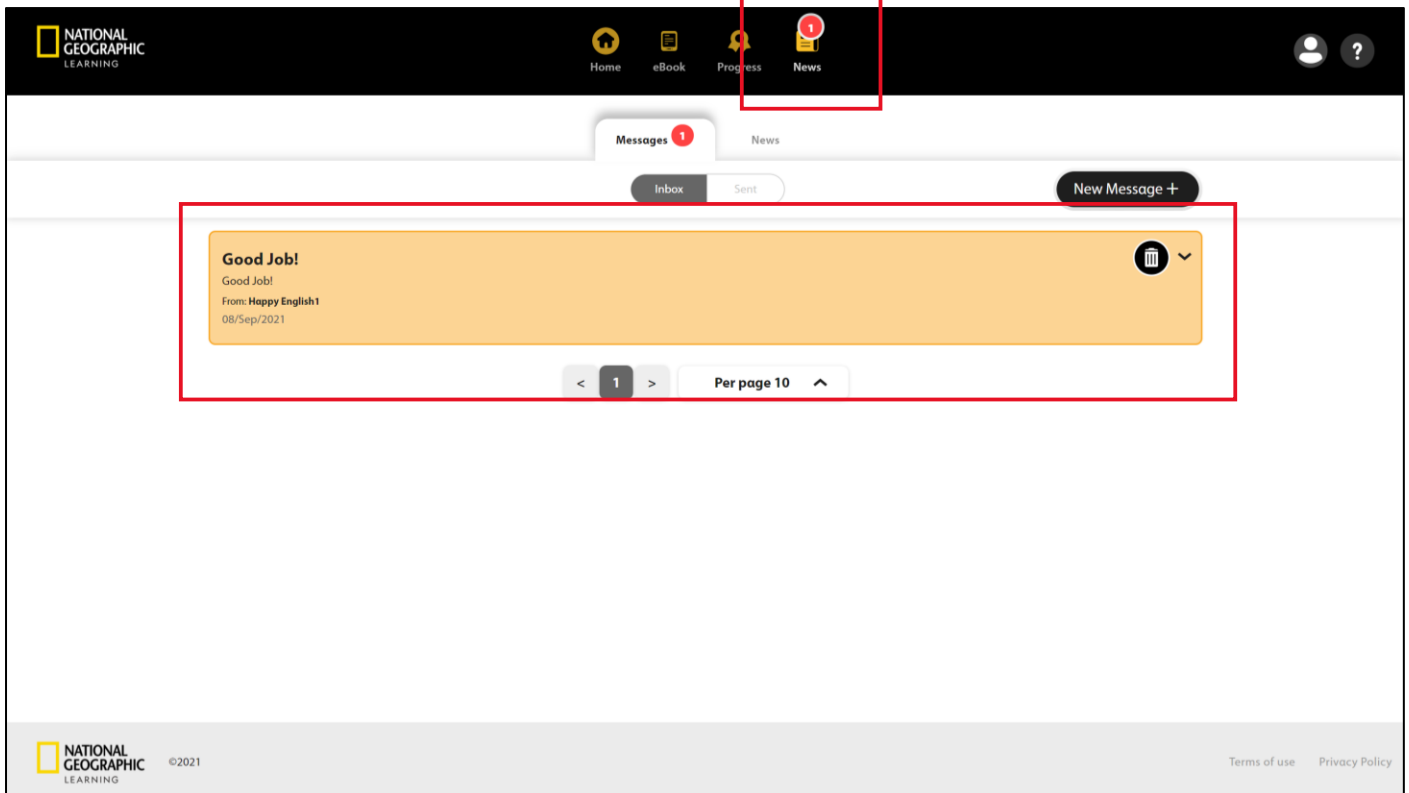 NATIONAL
GEOGRAPHIC
LEARNING
1
Home eBook Progress News
?
Messages 1 News
Inbox Sent New Message +
Good Job!
Good Job!
From: Happy English1
08/Sep/2021
< 1 > Per page 10
NATIONAL
GEOGRAPHIC
LEARNING
©2021
Terms of use Privacy Policy